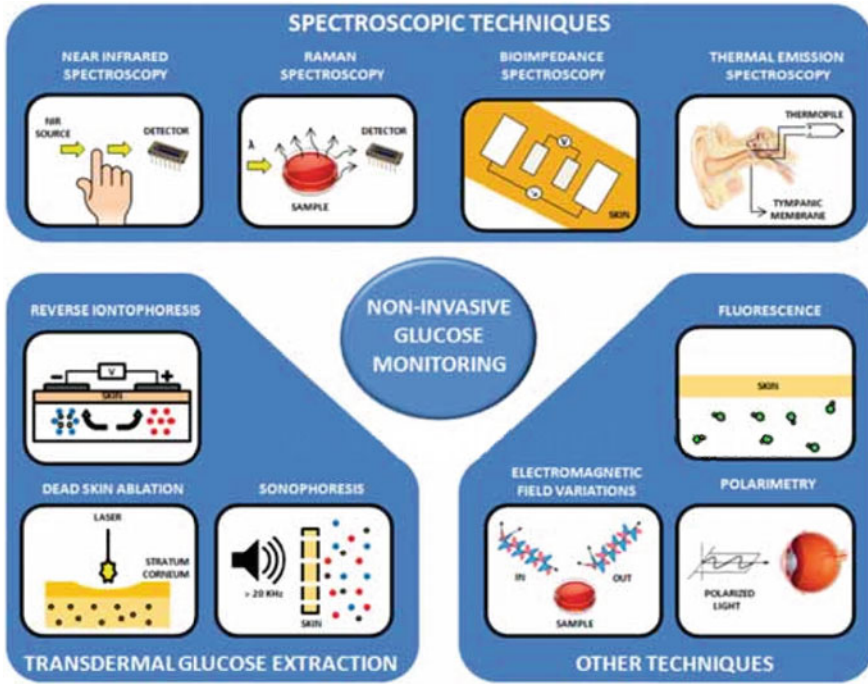 SPECTROSCOPIC TECHNIQUES
NEAR INFRARED
SPECTROSCOPY
NIR
SOURCE
DETECTOR
RAMAN
SPECTROSCOPY
λ
DETECTOR
SAMPLE
BIOIMPEDANCE
SPECTROSCOPY
V
SKIN
THERMAL EMISSION
SPECTROSCOPY
THERMOPILE
TYMPANIC
MEMBRANE
NON-INVASIVE
GLUCOSE
MONITORING
REVERSE IONTOPHORESIS
– V +
SKIN
DEAD SKIN ABLATION
LASER
STRATUM
CORNEUM
SONOPHORESIS
> 20 KHz
SKIN
TRANSDERMAL GLUCOSE EXTRACTION
FLUORESCENCE
SKIN
ELECTROMAGNETIC
FIELD VARIATIONS
IN
OUT
SAMPLE
POLARIMETRY
POLARIZED
LIGHT
OTHER TECHNIQUES